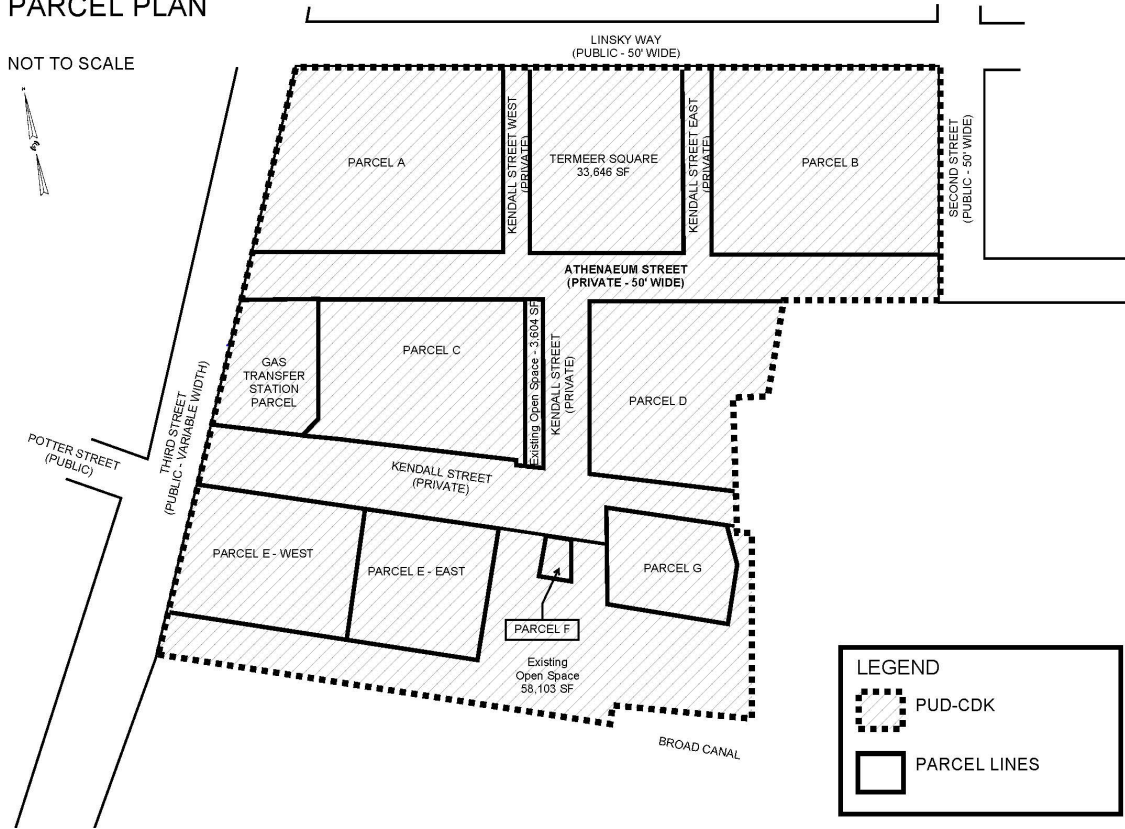 PARCEL PLAN
NOT TO SCALE
N
LINSKY WAY
(PUBLIC - 50' WIDE)
PARCEL A
KENDALL STREET WEST
(PRIVATE)
TERMEER SQUARE
33,646 SF
KENDALL STREET EAST
(PRIVATE)
PARCEL B
SECOND STREET
(PUBLIC - 50' WIDE)
ATHENAEUM STREET
(PRIVATE - 50' WIDE)
GAS
TRANSFER
STATION
PARCEL
PARCEL C
Existing Open Space - 3,604 SF
KENDALL STREET
(PRIVATE)
PARCEL D
THIRD STREET
(PUBLIC - VARIABLE WIDTH)
POTTER STREET
(PUBLIC)
KENDALL STREET
(PRIVATE)
PARCEL E - WEST
PARCEL E - EAST
PARCEL G
PARCEL F
Existing
Open Space
58,103 SF
BROAD CANAL
LEGEND
PUD-CDK
PARCEL LINES